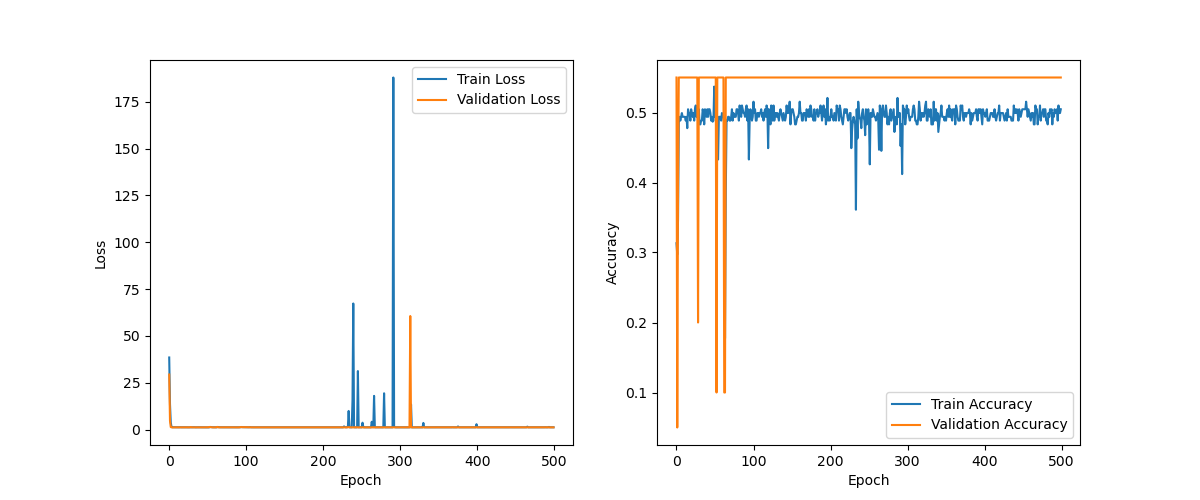 Train Loss
Validation Loss
175
150
125
100
75
50
25
0
Loss
0 100 200 300 400 500
Epoch
0.5
0.4
0.3
0.2
0.1
Accuracy
Train Accuracy
Validation Accuracy
0 100 200 300 400 500
Epoch